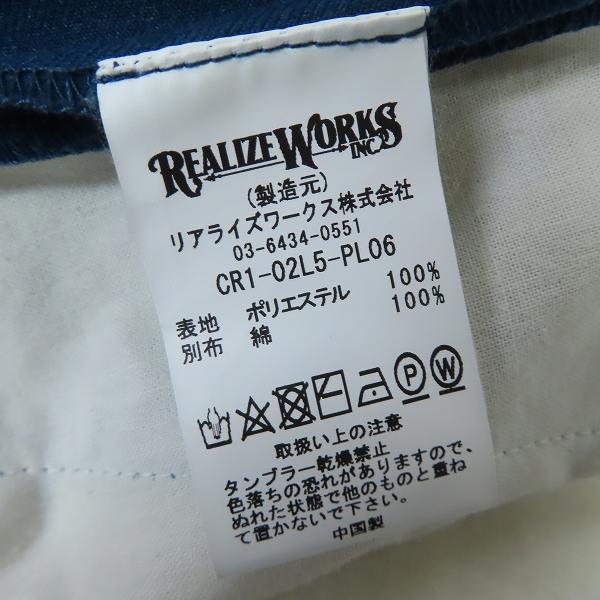 REALIZE WORKS
INC.
(製造元)
リアライズワークス株式会社
03-6434-0551
CR1-02L5-PL06
表地 ポリエステル 100%
別布 綿 100%
P W
取扱い上の注意
タンブラー乾燥禁止
色落ちの恐れがありますので、
ぬれた状態で他のものと重ね
て置かないで下さい。
中国製